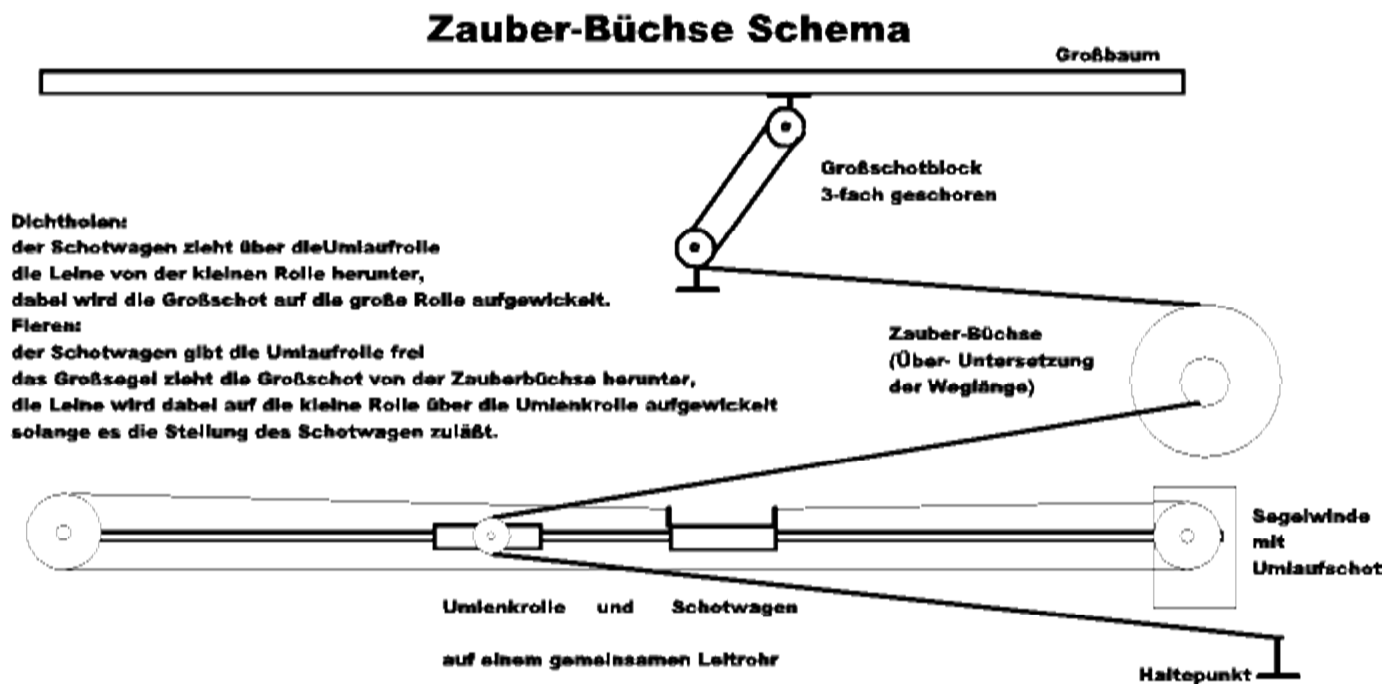 Zauber-Büchse Schema
Großbaum
Großschotblock
3-fach geschoren
Dichtholen:
der Schotwagen zieht über dieUmlaufrolle
die Leine von der kleinen Rolle herunter,
dabei wird die Großschot auf die große Rolle aufgewickelt.
Fieren:
der Schotwagen gibt die Umlaufrolle frei
das Großsegel zieht die Großschot von der Zauberbüchse herunter,
die Leine wird dabei auf die kleine Rolle über die Umlenkrolle aufgewickelt
solange es die Stellung des Schotwagen zuläßt.
Zauber-Büchse
(Über- Untersetzung
der Weglänge)
Segelwinde
mit
Umlaufschot
Umlenkrolle und Schotwagen
auf einem gemeinsamen Leitrohr
Haltepunkt